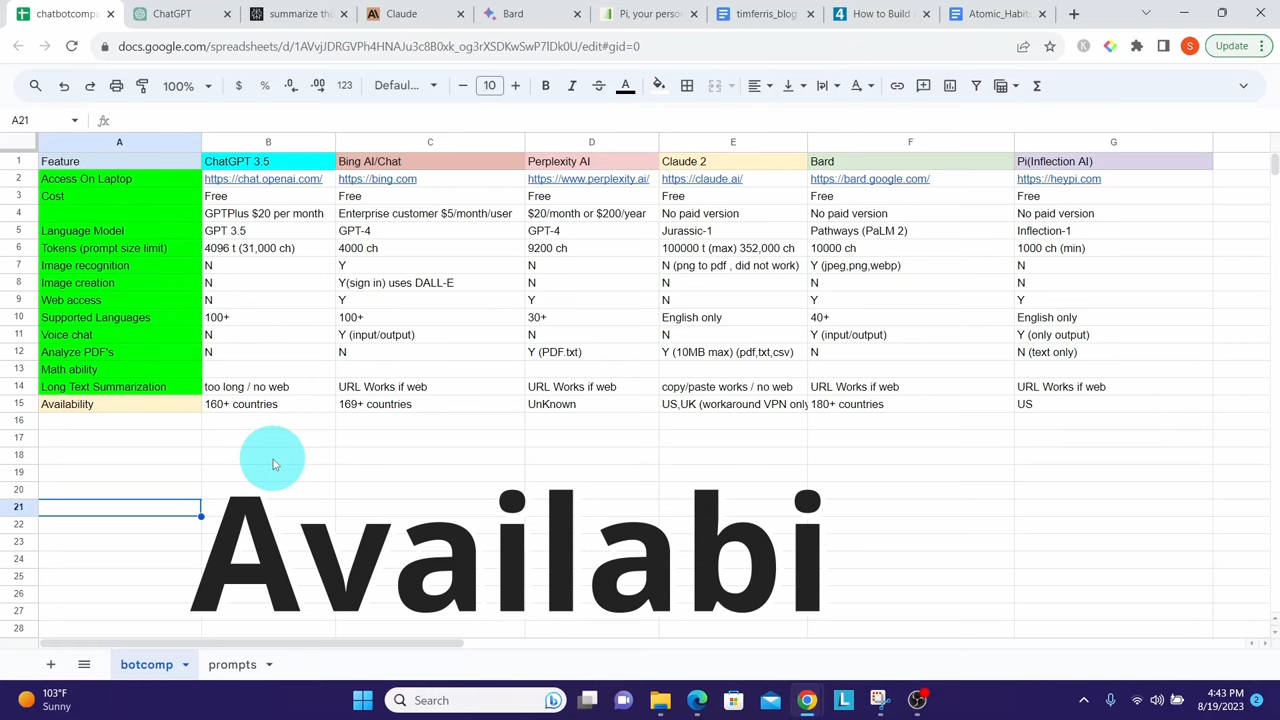 chatbotcompa
ChatGPT
summarize the
Claude
Bard
Pi, your perso
timferris_blog
How to Build
Atomic_Habit
docs.google.com/spreadsheets/d/1AVvjJDRGVPh4HNAJu3c8B0xk_og3rXSDKwSwP7lDk0U/edit#gid=0
K
S
Update
100%
$ % .0 .00 123
Defaul...
10
B I S A
A21
fx
A B C D E F G
1 Feature ChatGPT 3.5 Bing AI/Chat Perplexity AI Claude 2 Bard Pi(Inflection AI)
2 Access On Laptop https://chat.openai.com/ https://bing.com https://www.perplexity.ai/ https://claude.ai/ https://bard.google.com/ https://heypi.com
3 Cost Free Free Free Free Free Free
4 GPTPlus $20 per month Enterprise customer $5/month/user $20/month or $200/year No paid version No paid version No paid version
5 Language Model GPT 3.5 GPT-4 GPT-4 Jurassic-1 Pathways (PaLM 2) Inflection-1
6 Tokens (prompt size limit) 4096 t (31,000 ch) 4000 ch 9200 ch 100000 t (max) 352,000 ch 10000 ch 1000 ch (min)
7 Image recognition N Y N N (png to pdf , did not work) Y (jpeg,png,webp) N
8 Image creation N Y(sign in) uses DALL-E N N N N
9 Web access N Y Y N Y Y
10 Supported Languages 100+ 100+ 30+ English only 40+ English only
11 Voice chat N Y (input/output) N N Y (input/output) Y (only output)
12 Analyze PDF's N N Y (PDF.txt) Y (10MB max) (pdf,txt,csv) N N (text only)
13 Math ability
14 Long Text Summarization too long / no web URL Works if web URL Works if web copy/paste works / no web URL Works if web URL Works if web
15 Availability 160+ countries 169+ countries UnKnown US,UK (workaround VPN only 180+ countries US
16
17
18
19
20
21
22
23
24
25
26
27
28
Availabi
botcomp
prompts
103°F
Sunny
Search
L
4:43 PM
8/19/2023
2